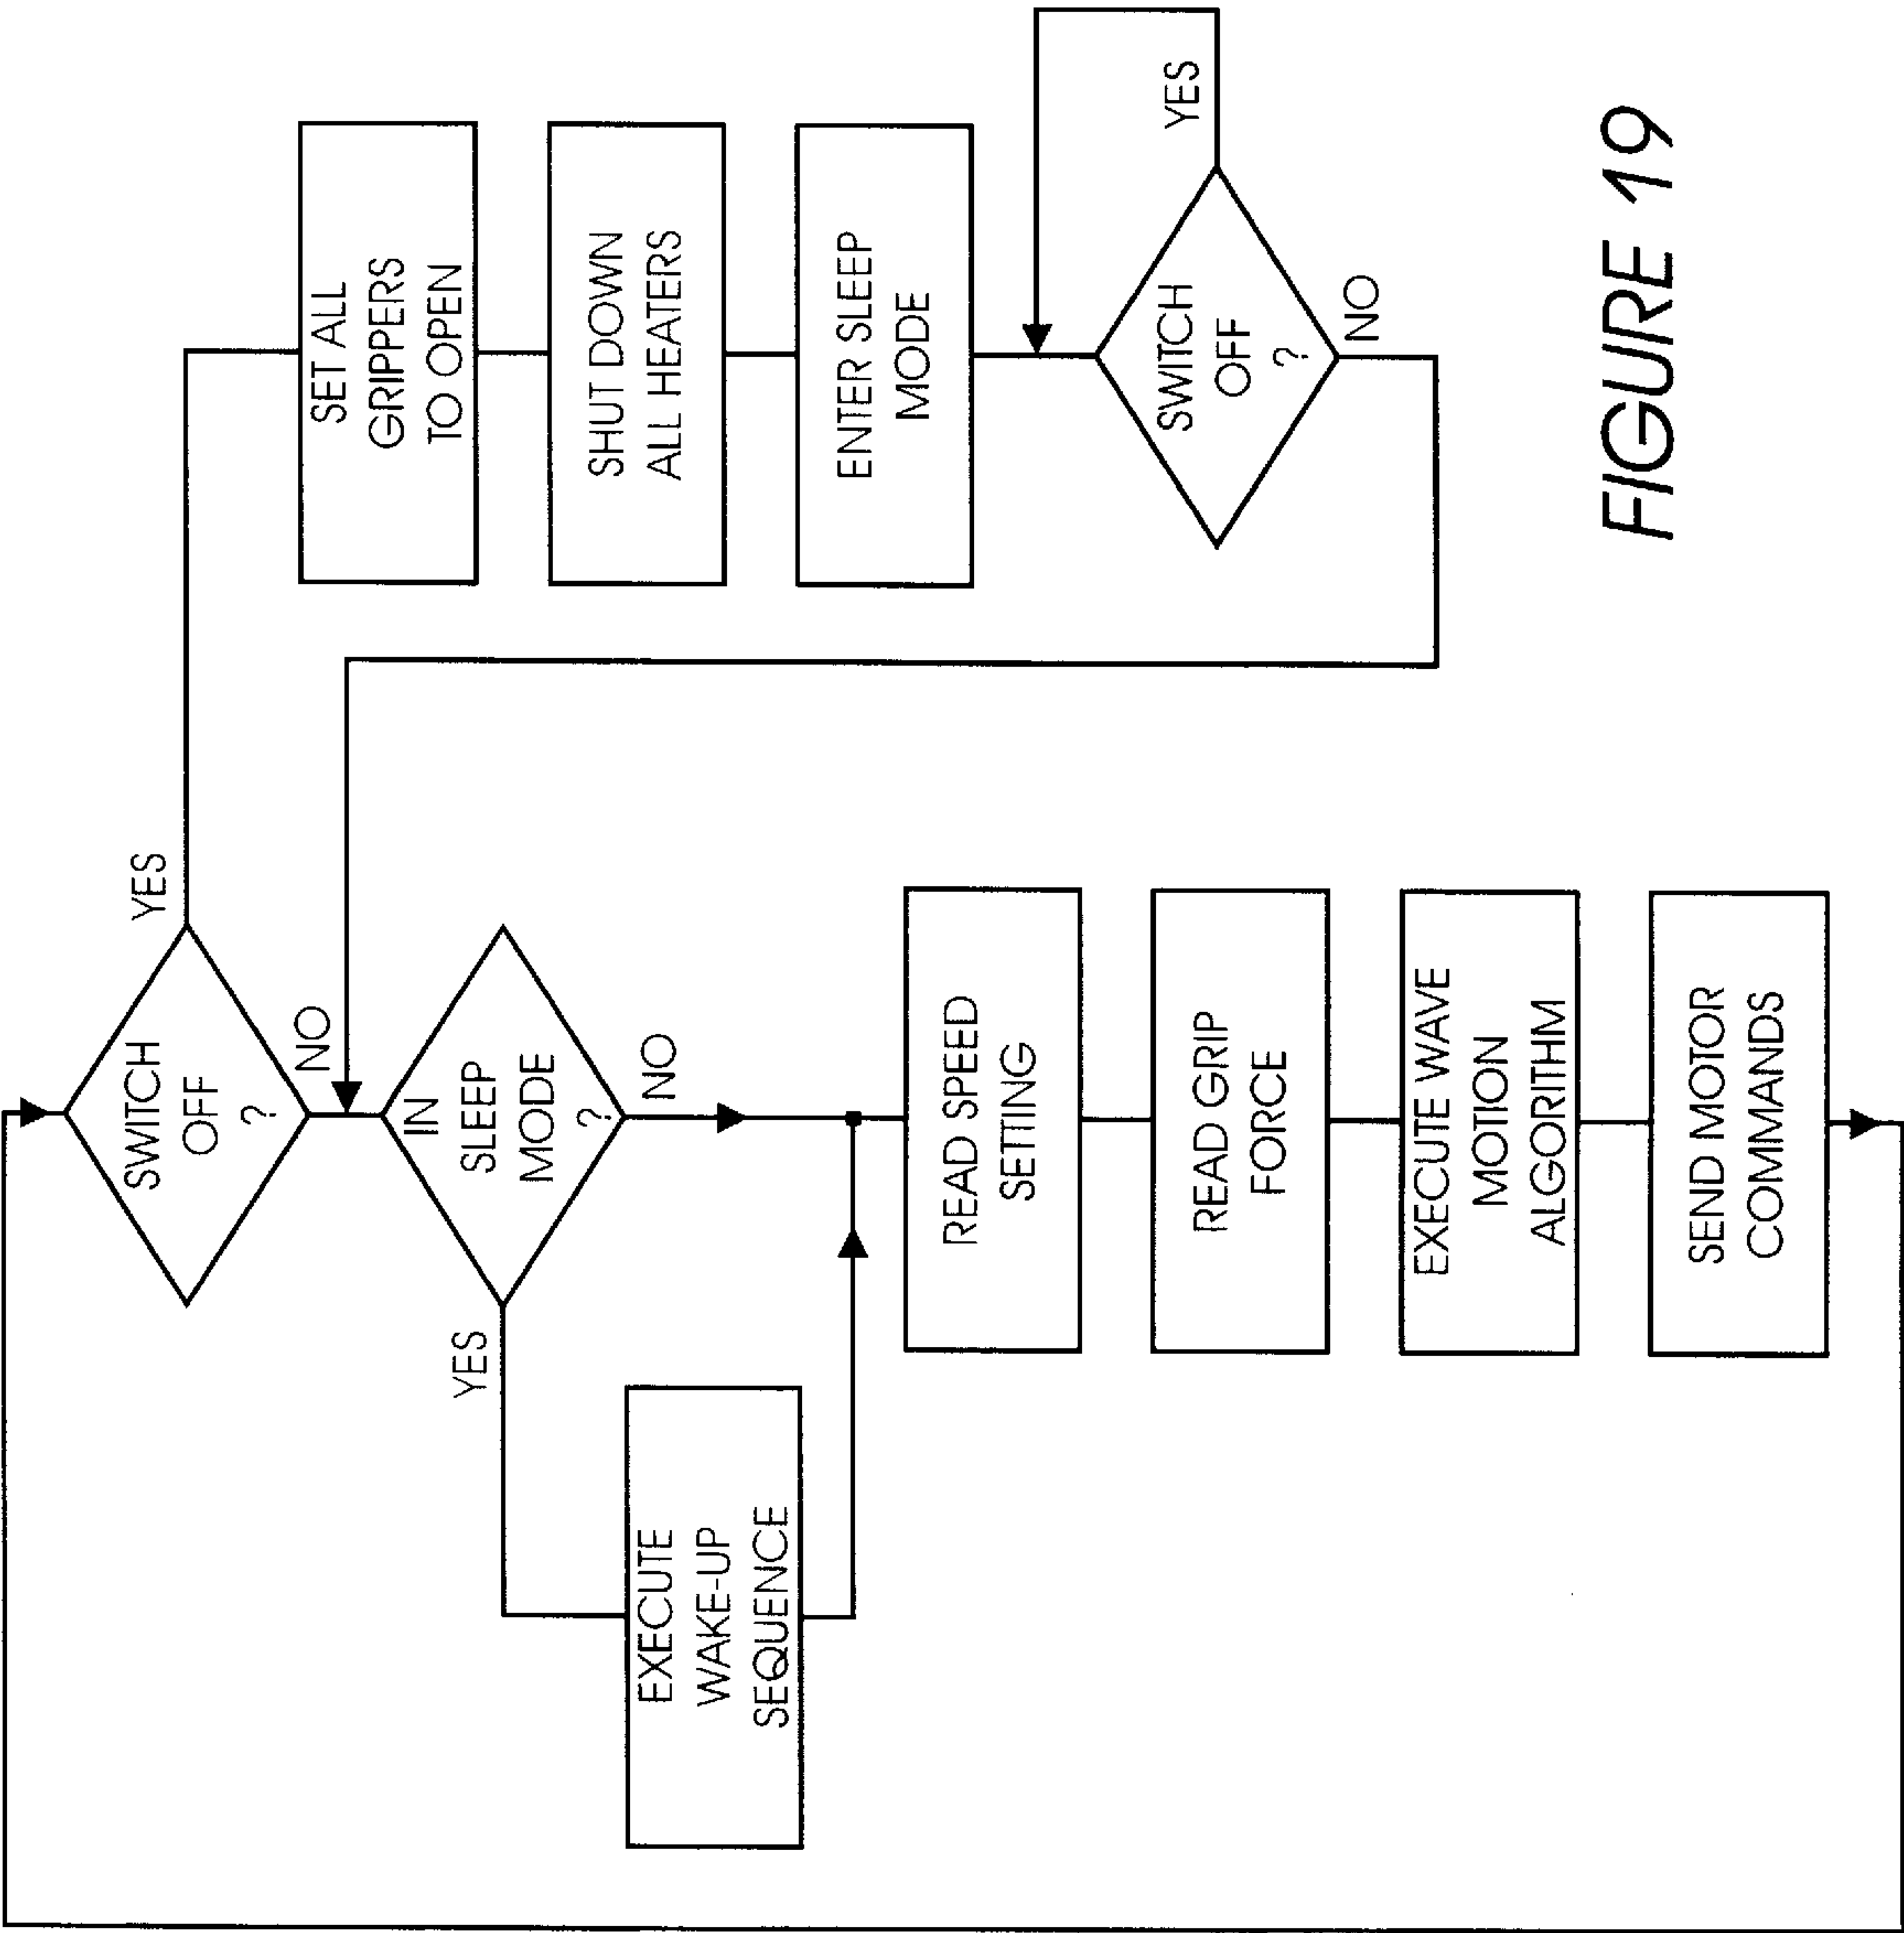 SWITCH
OFF
?
YES
NO
IN
SLEEP
MODE
?
YES
NO
EXECUTE
WAKE-UP
SEQUENCE
READ SPEED
SETTING
READ GRIP
FORCE
EXECUTE WAVE
MOTION
ALGORITHM
SEND MOTOR
COMMANDS
SET ALL
GRIPPERS
TO OPEN
SHUT DOWN
ALL HEATERS
ENTER SLEEP
MODE
SWITCH
OFF
?
YES
NO
FIGURE 19